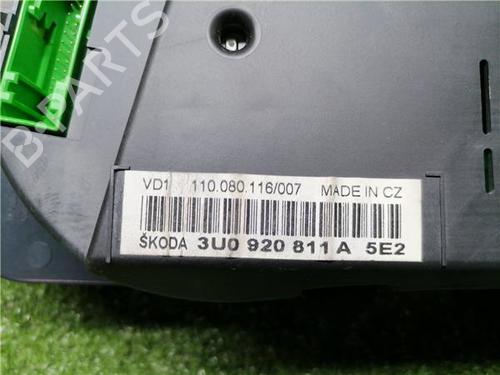 B-PARTS
VD1 110.080.116/007 MADE IN CZ
ŠKODA 3U0 920 811 A 5E2